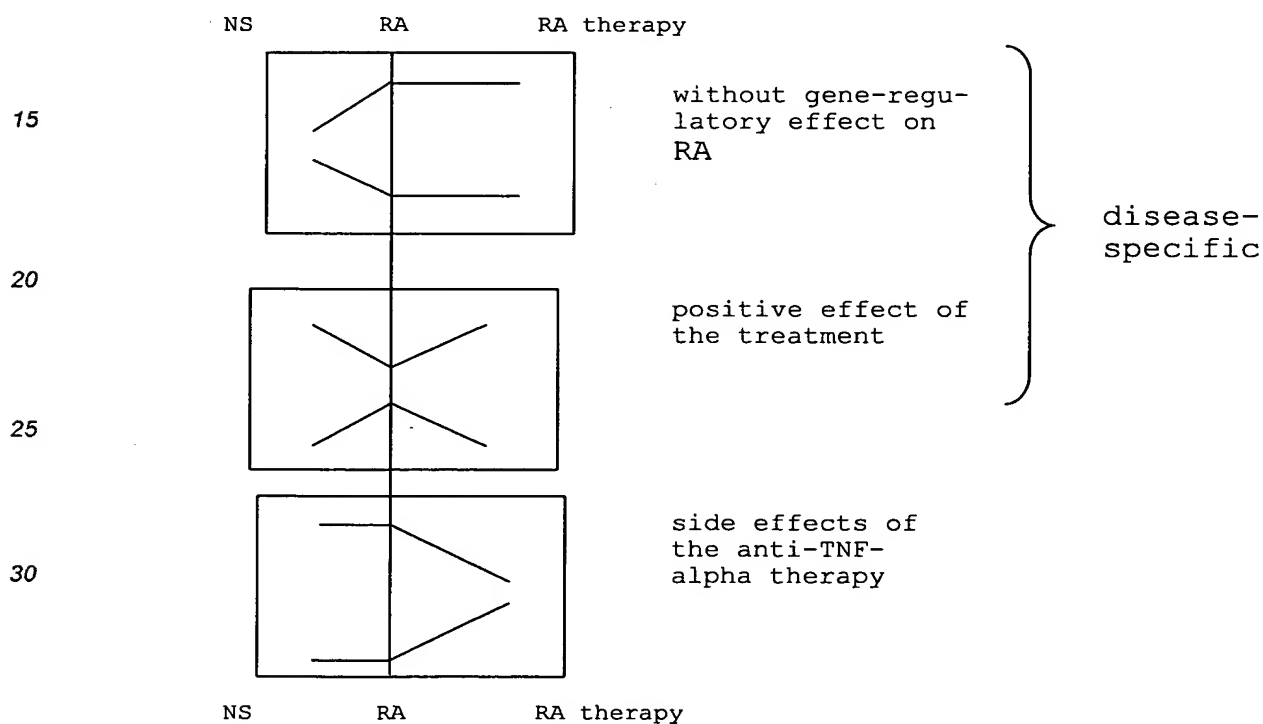 NS RA RA therapy
15
without gene-regu-
latory effect on
RA
disease-
specific
20
positive effect of
the treatment
25
side effects of
the anti-TNF-
alpha therapy
30
NS RA RA therapy